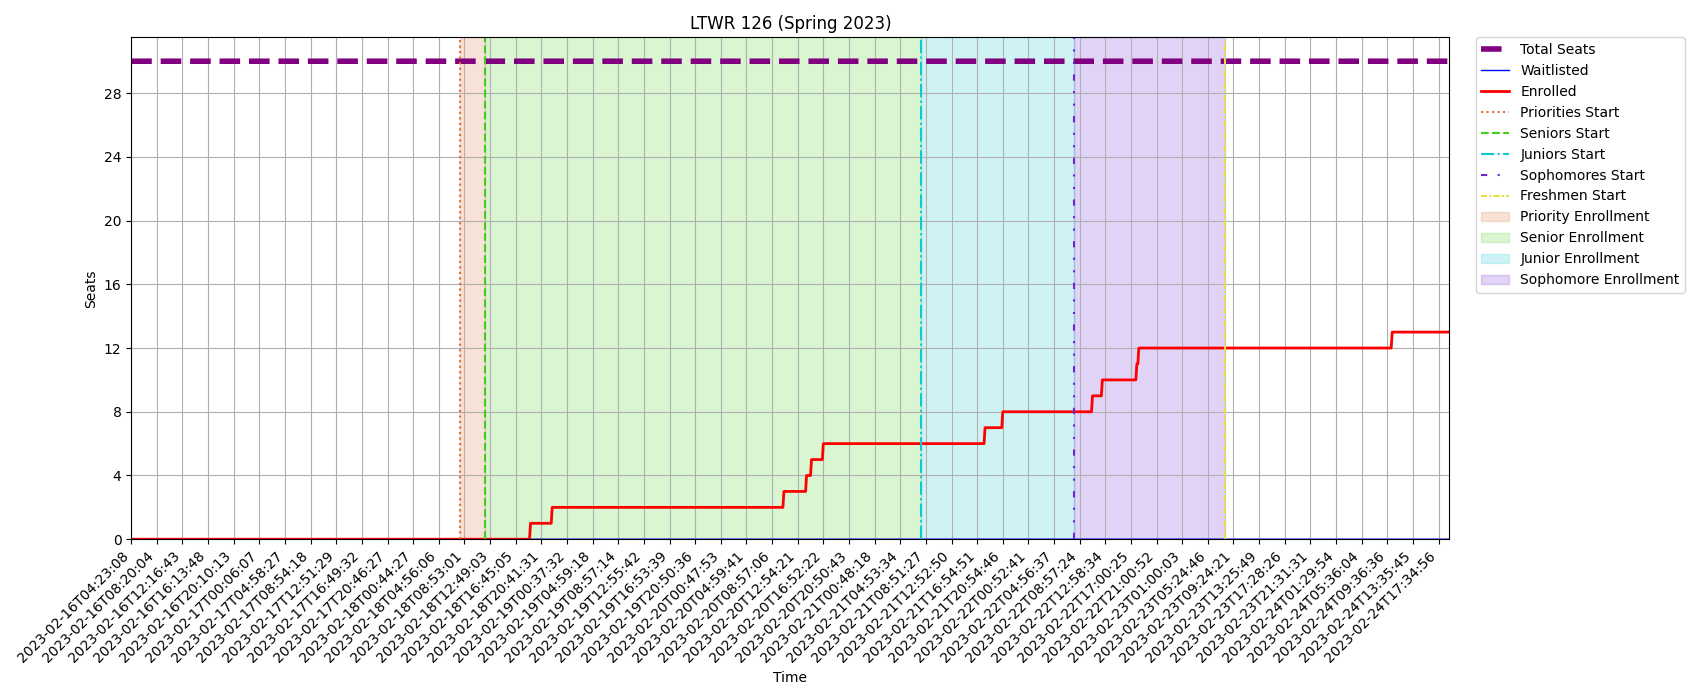 LTWR 126 (Spring 2023)
Seats
28
24
20
16
12
8
4
0
2023-02-16T04:23:08
2023-02-16T08:20:04
2023-02-16T12:16:43
2023-02-16T16:13:48
2023-02-16T20:10:13
2023-02-17T00:06:07
2023-02-17T04:58:27
2023-02-17T08:54:18
2023-02-17T12:51:29
2023-02-17T16:49:32
2023-02-17T20:46:27
2023-02-18T00:44:27
2023-02-18T04:56:06
2023-02-18T08:53:01
2023-02-18T12:49:03
2023-02-18T16:45:05
2023-02-18T20:41:31
2023-02-19T00:37:32
2023-02-19T04:59:18
2023-02-19T08:57:14
2023-02-19T12:55:42
2023-02-19T16:53:39
2023-02-19T20:50:36
2023-02-20T00:47:53
2023-02-20T04:59:41
2023-02-20T08:57:06
2023-02-20T12:54:21
2023-02-20T16:52:22
2023-02-20T20:50:43
2023-02-21T00:48:18
2023-02-21T04:53:34
2023-02-21T08:51:27
2023-02-21T12:52:50
2023-02-21T16:54:51
2023-02-21T20:54:46
2023-02-22T00:52:41
2023-02-22T04:56:37
2023-02-22T08:57:24
2023-02-22T12:58:34
2023-02-22T17:00:25
2023-02-22T21:00:52
2023-02-23T01:00:03
2023-02-23T05:24:46
2023-02-23T09:24:21
2023-02-23T13:25:49
2023-02-23T17:28:26
2023-02-23T21:31:31
2023-02-24T01:29:54
2023-02-24T05:36:04
2023-02-24T09:36:36
2023-02-24T13:35:45
2023-02-24T17:34:56
Time
Total Seats
Waitlisted
Enrolled
Priorities Start
Seniors Start
Juniors Start
Sophomores Start
Freshmen Start
Priority Enrollment
Senior Enrollment
Junior Enrollment
Sophomore Enrollment